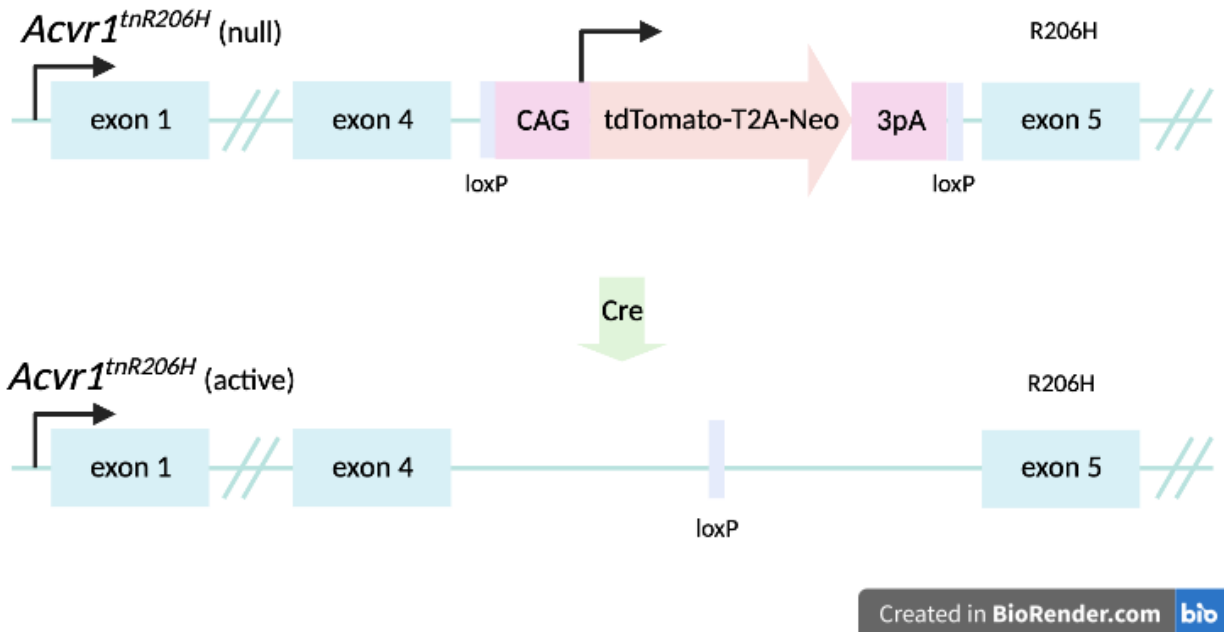 Acvr1tnR206H (null)
R206H
exon 1
exon 4
CAG
tdTomato-T2A-Neo
3pA
exon 5
loxP
loxP
Cre
Acvr1tnR206H (active)
R206H
exon 1
exon 4
exon 5
loxP
Created in BioRender.com bio